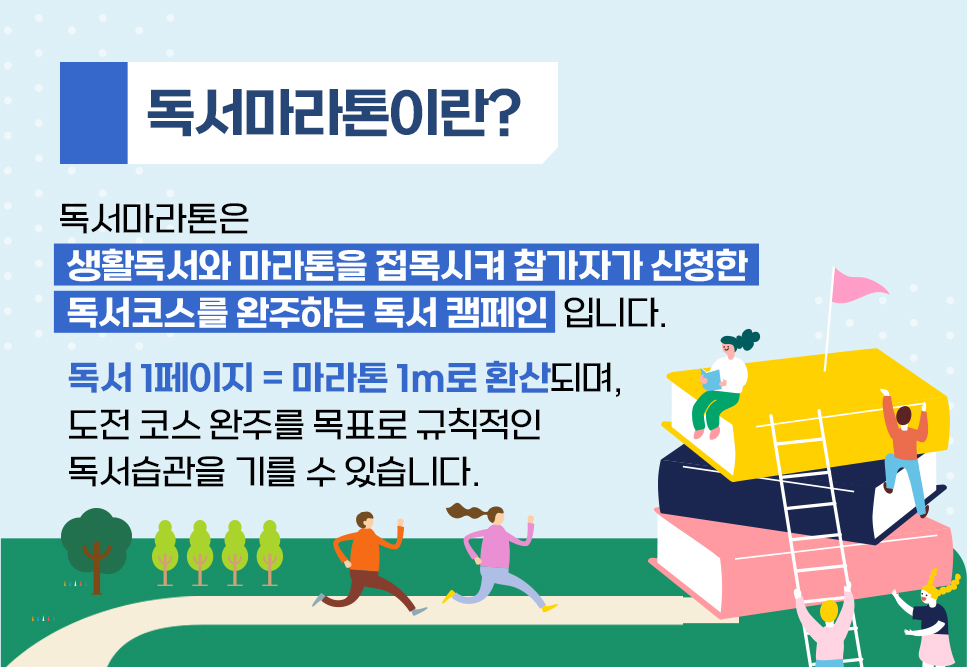 독서마라톤이란?
독서마라톤은
생활독서와 마라톤을 접목시켜 참가자가 신청한
독서코스를 완주하는 독서 캠페인 입니다.
독서 1페이지 = 마라톤 1m로 환산되며,
도전 코스 완주를 목표로 규칙적인
독서습관을 기를 수 있습니다.